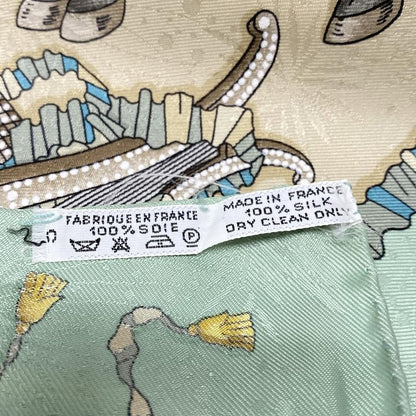 FABRIQUE EN FRANCE
100% SOIE
P
MADE IN FRANCE
100% SILK
DRY CLEAN ONLY